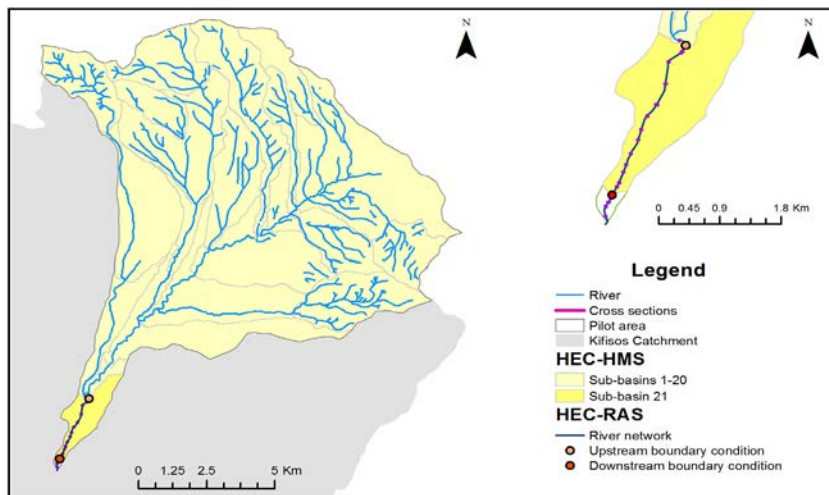 N
N
0 0.45 0.9 1.8 Km
Legend
River
Cross sections
Pilot area
Kifisos Catchment
HEC-HMS
Sub-basins 1-20
Sub-basin 21
HEC-RAS
River network
Upstream boundary condition
Downstream boundary condition
0 1.25 2.5 5 Km